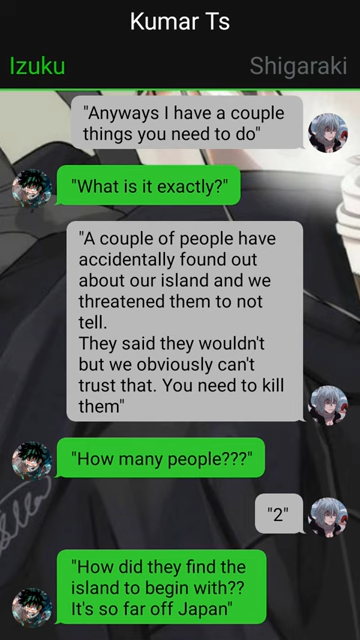 Kumar Ts
Izuku
Shigaraki
"Anyways I have a couple
things you need to do"
"What is it exactly?"
"A couple of people have
accidentally found out
about our island and we
threatened them to not
tell.
They said they wouldn't
but we obviously can't
trust that. You need to kill
them"
"How many people???"
"2"
"How did they find the
island to begin with??
It's so far off Japan"